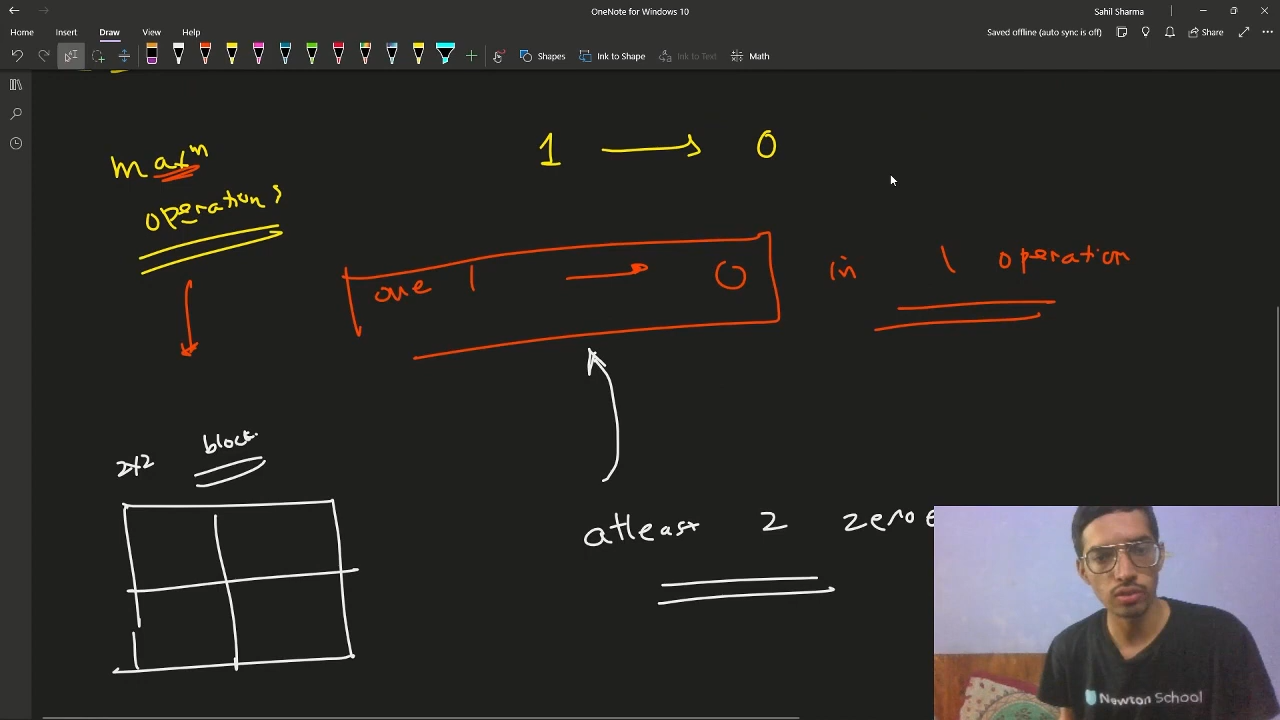 OneNote for Windows 10
Sahil Sharma
Home Insert Draw View Help
Saved offline (auto sync is off)
Share
Shapes Ink to Shape Ink to Text Math
1 → 0
maxm
operations
one 1 → 0 in 1 operation
2x2 block
atleast 2 zeroe
Newton School